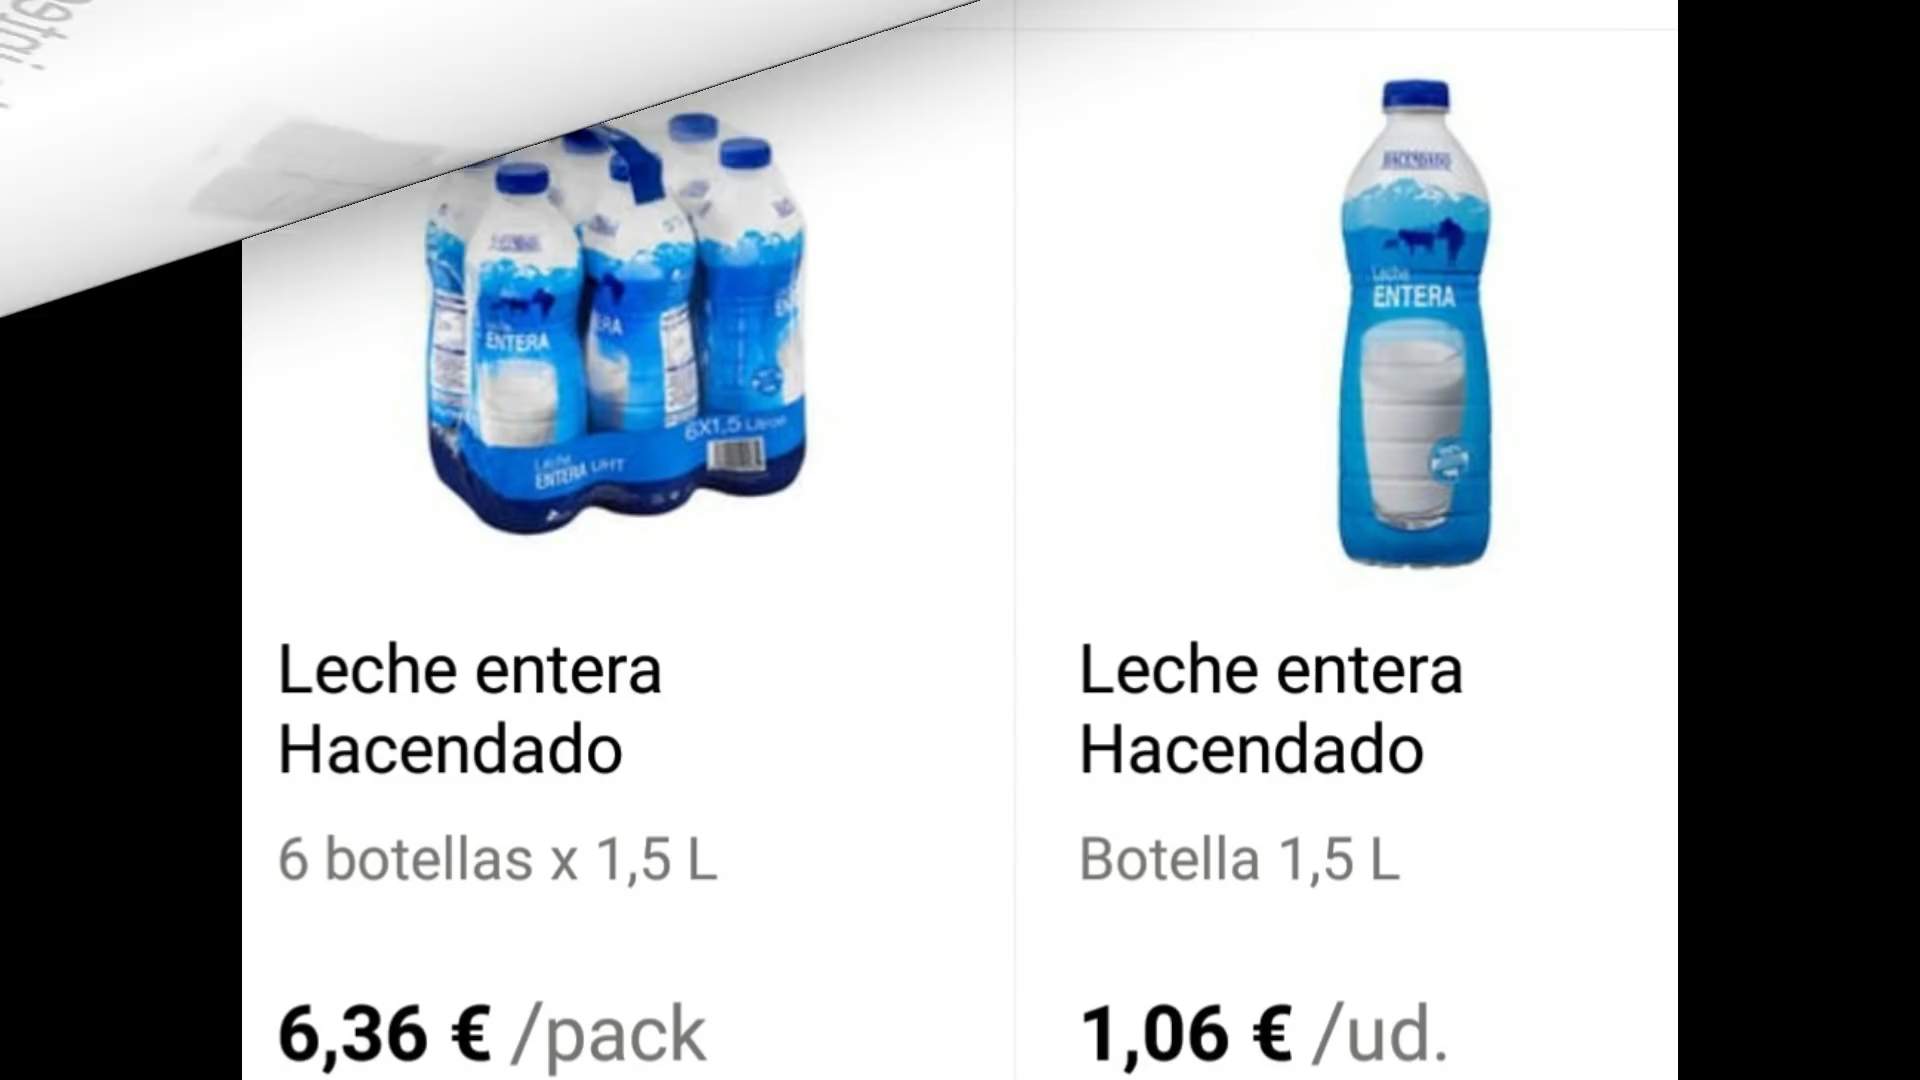 HACENDADO
Leche
ENTERA
ENTERA
6X1,5 Litros
Leche
ENTERA UHT
Leche entera
Hacendado
6 botellas x 1,5 L
6,36 € /pack
Leche entera
Hacendado
Botella 1,5 L
1,06 € /ud.